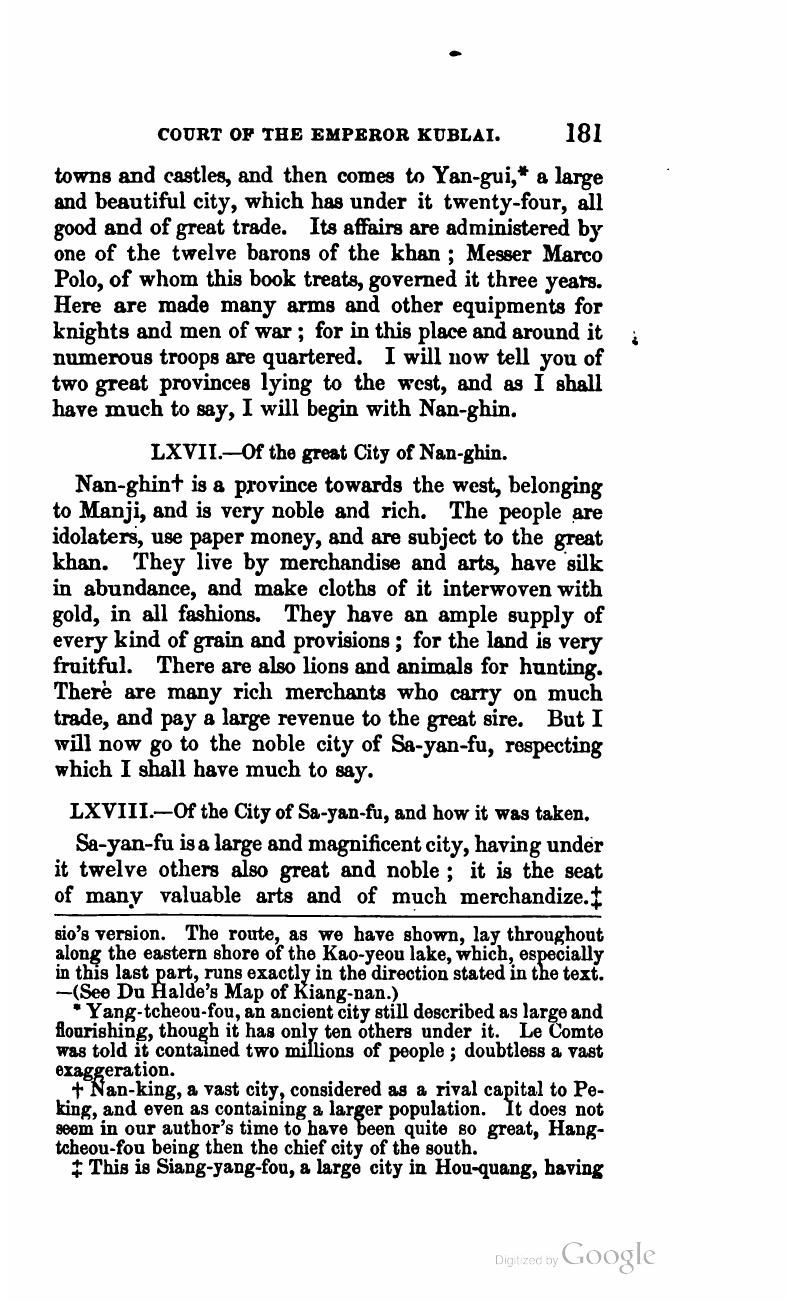 COURT OF THE EMPEROR KUBLAI. 181
towns and castles, and then comes to Yan-gui,* a large
and beautiful city, which has under it twenty-four, all
good and of great trade. Its affairs are administered by
one of the twelve barons of the khan ; Messer Marco
Polo, of whom this book treats, governed it three years.
Here are made many arms and other equipments for
knights and men of war ; for in this place and around it
numerous troops are quartered. I will now tell you of
two great provinces lying to the west, and as I shall
have much to say, I will begin with Nan-ghin.
LXVII.—Of the great City of Nan-ghin.
Nan-ghin† is a province towards the west, belonging
to Manji, and is very noble and rich. The people are
idolaters, use paper money, and are subject to the great
khan. They live by merchandise and arts, have silk
in abundance, and make cloths of it interwoven with
gold, in all fashions. They have an ample supply of
every kind of grain and provisions ; for the land is very
fruitful. There are also lions and animals for hunting.
There are many rich merchants who carry on much
trade, and pay a large revenue to the great sire. But I
will now go to the noble city of Sa-yan-fu, respecting
which I shall have much to say.
LXVIII.—Of the City of Sa-yan-fu, and how it was taken.
Sa-yan-fu is a large and magnificent city, having under
it twelve others also great and noble ; it is the seat
of many valuable arts and of much merchandize.‡
sio's version. The route, as we have shown, lay throughout
along the eastern shore of the Kao-yeou lake, which, especially
in this last part, runs exactly in the direction stated in the text.
—(See Du Halde's Map of Kiang-nan.)
* Yang-tcheou-fou, an ancient city still described as large and
flourishing, though it has only ten others under it. Le Comte
was told it contained two millions of people ; doubtless a vast
exaggeration.
† Nan-king, a vast city, considered as a rival capital to Pe-
king, and even as containing a larger population. It does not
seem in our author's time to have been quite so great, Hang-
tcheou-fou being then the chief city of the south.
‡ This is Siang-yang-fou, a large city in Hou-quang, having
Digitized by Google